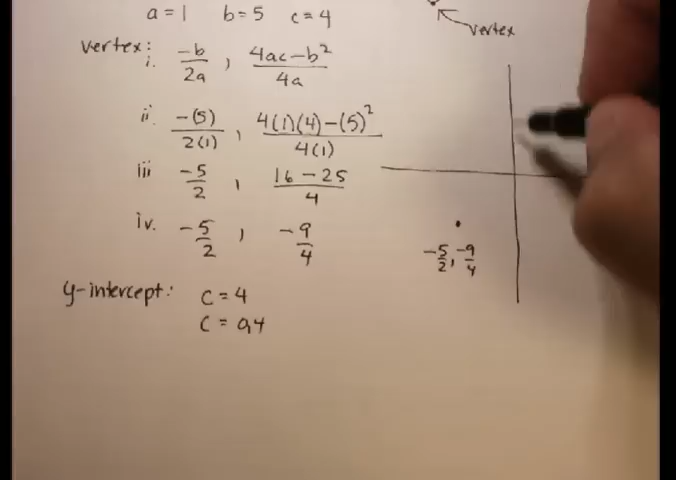 a = 1 b = 5 c = 4
vertex
vertex:
i. -b/2a , 4ac - b²/4a
ii. -(5)/2(1) , 4(1)(4) - (5)²/4(1)
iii -5/2 , 16 - 25/4
iv. -5/2 , -9/4
-5/2, -9/4
y-intercept: c = 4
c = 0,4